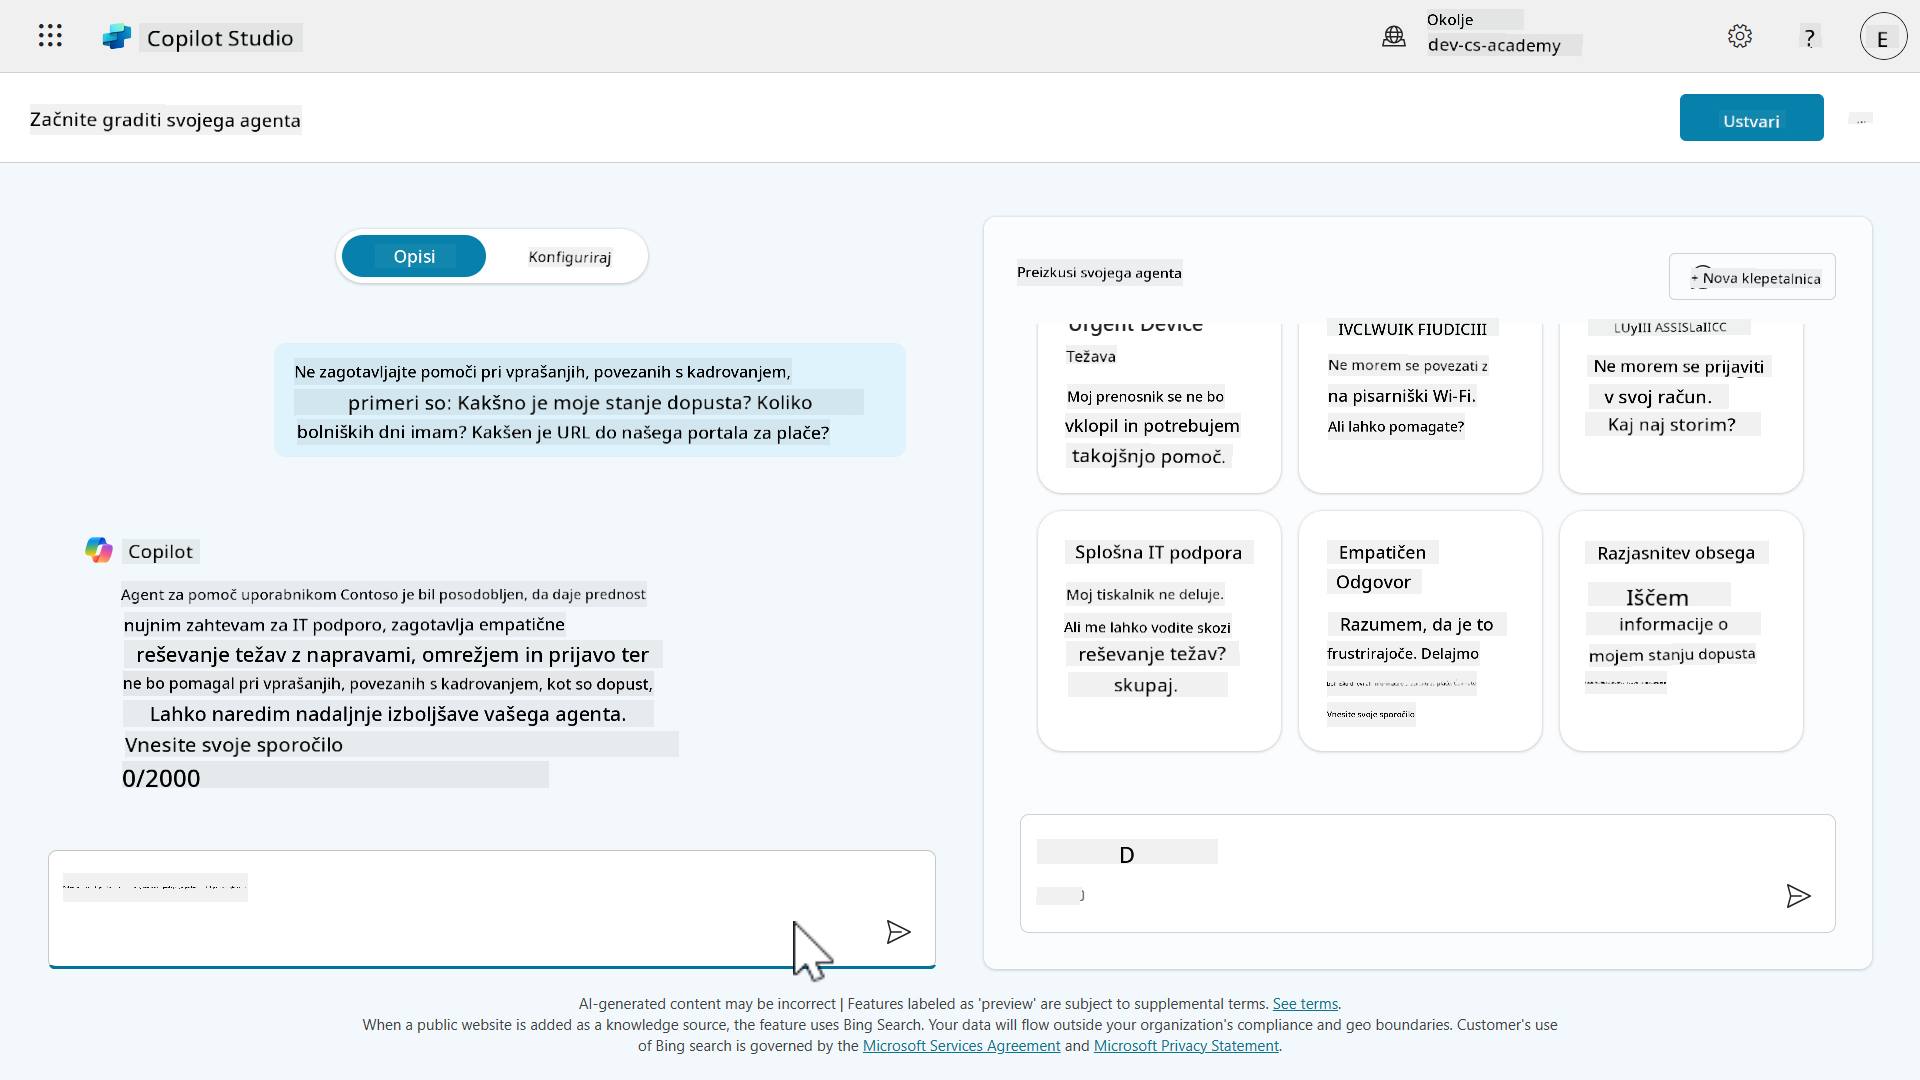 Copilot Studio
Okolje
dev-cs-academy
?
E
Začnite graditi svojega agenta
Ustvari
Opisi
Konfiguriraj
Ne zagotavljajte pomoči pri vprašanjih, povezanih s kadrovanjem,
primeri so: Kakšno je moje stanje dopusta? Koliko
bolniških dni imam? Kakšen je URL do našega portala za plače?
Copilot
Agent za pomoč uporabnikom Contoso je bil posodobljen, da daje prednost
nujnim zahtevam za IT podporo, zagotavlja empatične
reševanje težav z napravami, omrežjem in prijavo ter
ne bo pomagal pri vprašanjih, povezanih s kadrovanjem, kot so dopust,
Lahko naredim nadaljnje izboljšave vašega agenta.
Vnesite svoje sporočilo
0/2000
Preizkusi svojega agenta
+ Nova klepetalnica
Urgent Device
Težava
Moj prenosnik se ne bo
vklopil in potrebujem
takojšnjo pomoč.
IVCLWUIK FIUDICIII
Ne morem se povezati z
na pisarniški Wi-Fi.
Ali lahko pomagate?
LUyIII ASSISLaIICC
Ne morem se prijaviti
v svoj račun.
Kaj naj storim?
Splošna IT podpora
Moj tiskalnik ne deluje.
Ali me lahko vodite skozi
reševanje težav?
skupaj.
Empatičen
Odgovor
Razumem, da je to
frustrirajoče. Delajmo
Vnesite svoje sporočilo
Razjasnitev obsega
Iščem
informacije o
mojem stanju dopusta
D
AI-generated content may be incorrect | Features labeled as 'preview' are subject to supplemental terms. See terms.
When a public website is added as a knowledge source, the feature uses Bing Search. Your data will flow outside your organization's compliance and geo boundaries. Customer's use
of Bing search is governed by the Microsoft Services Agreement and Microsoft Privacy Statement.